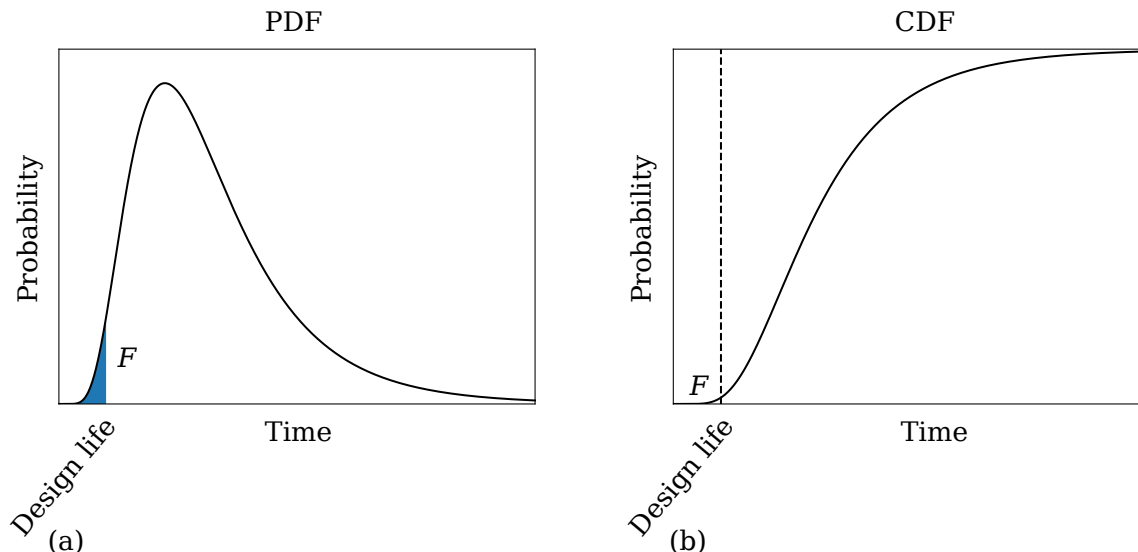 PDF
Probability
F
Time
Design life
(a)
CDF
Probability
F
Time
Design life
(b)